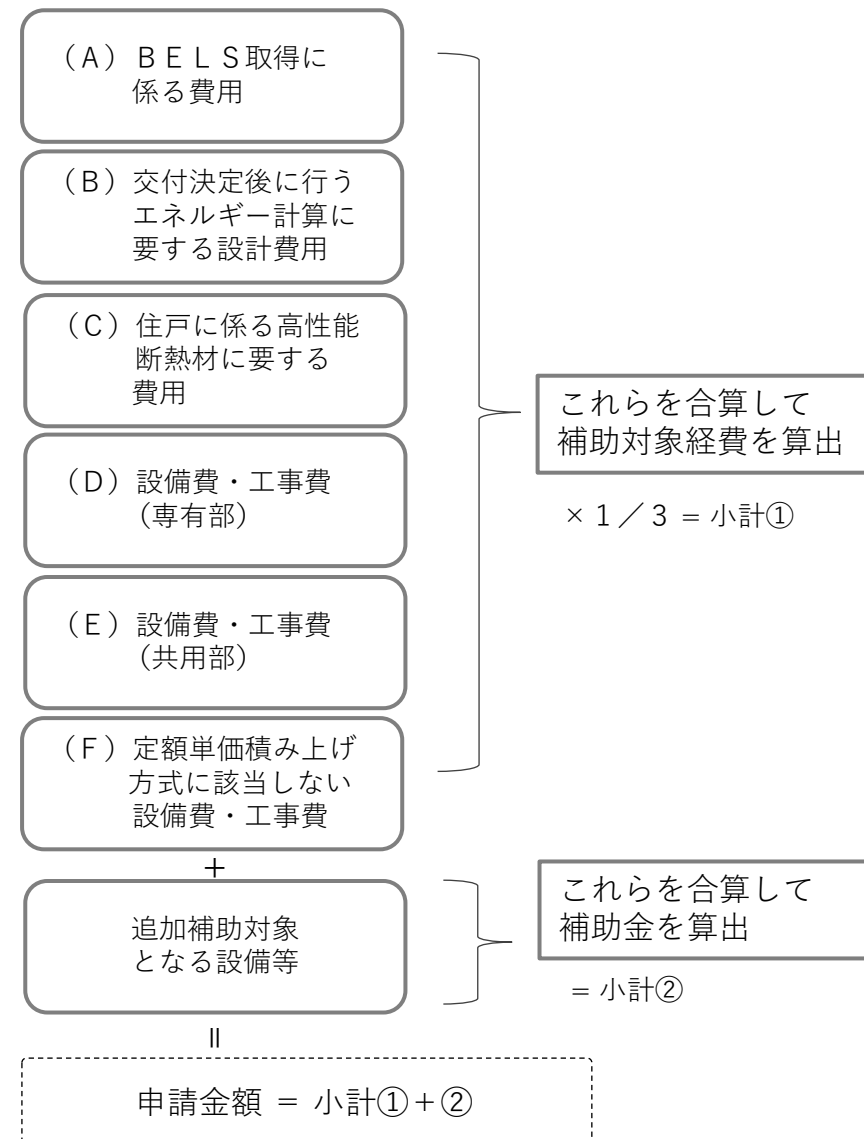 （A）ＢＥＬＳ取得に
係る費用
（B）交付決定後に行う
エネルギー計算に
要する設計費用
（C）住戸に係る高性能
断熱材に要する
費用
（D）設備費・工事費
（専有部）
（E）設備費・工事費
（共用部）
（F）定額単価積み上げ
方式に該当しない
設備費・工事費
これらを合算して
補助対象経費を算出
×１／３ = 小計①
＋
追加補助対象
となる設備等
これらを合算して
補助金を算出
= 小計②
॥
申請金額 = 小計①＋②